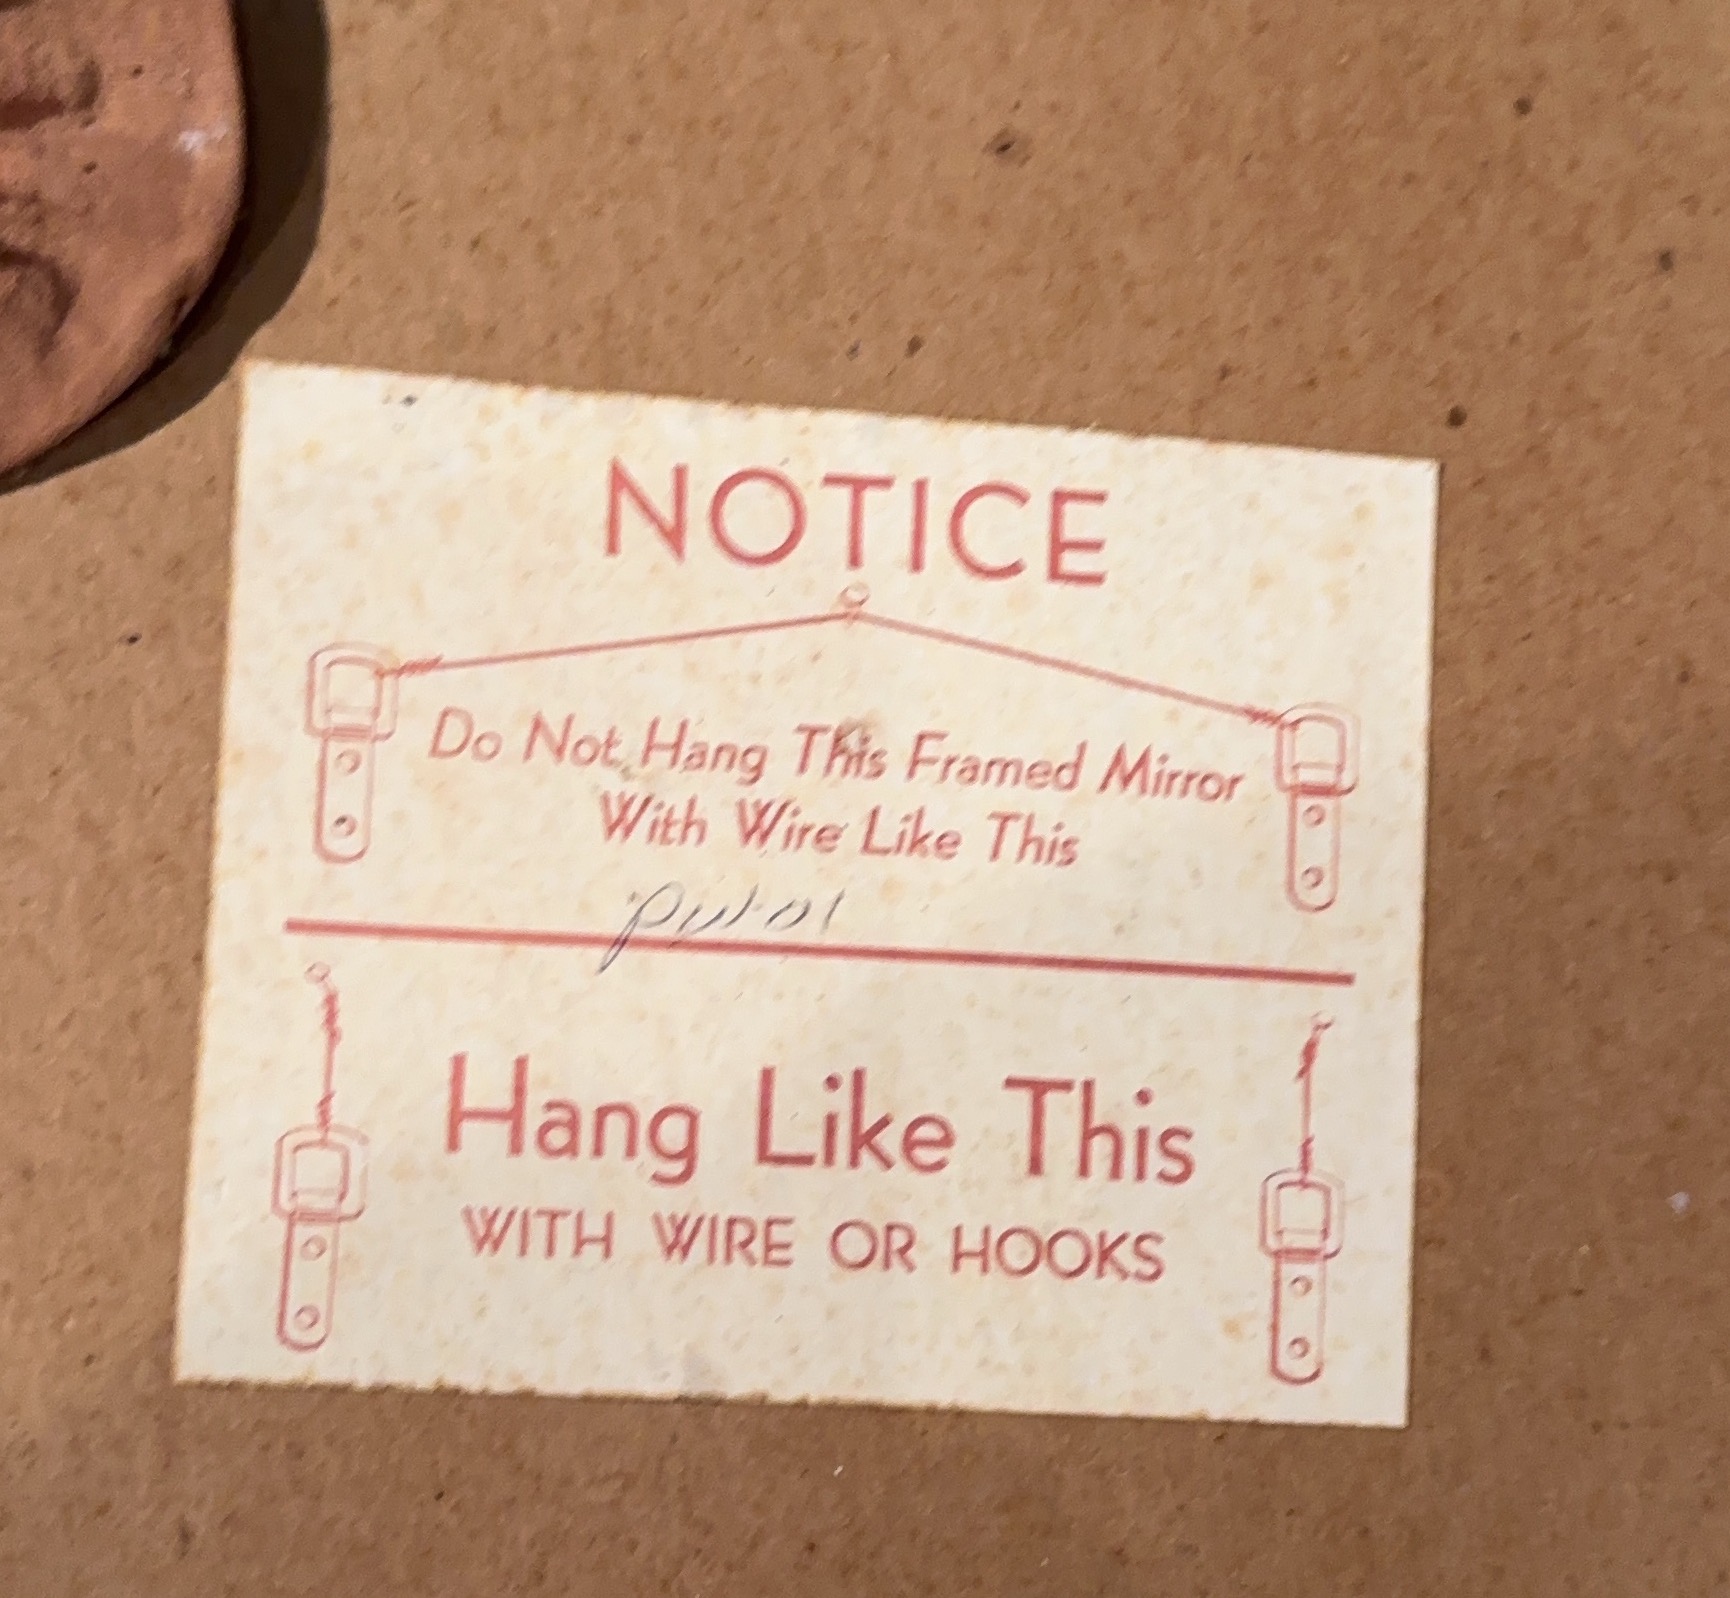 NOTICE
Do Not Hang This Framed Mirror
With Wire Like This
Hang Like This
WITH WIRE OR HOOKS